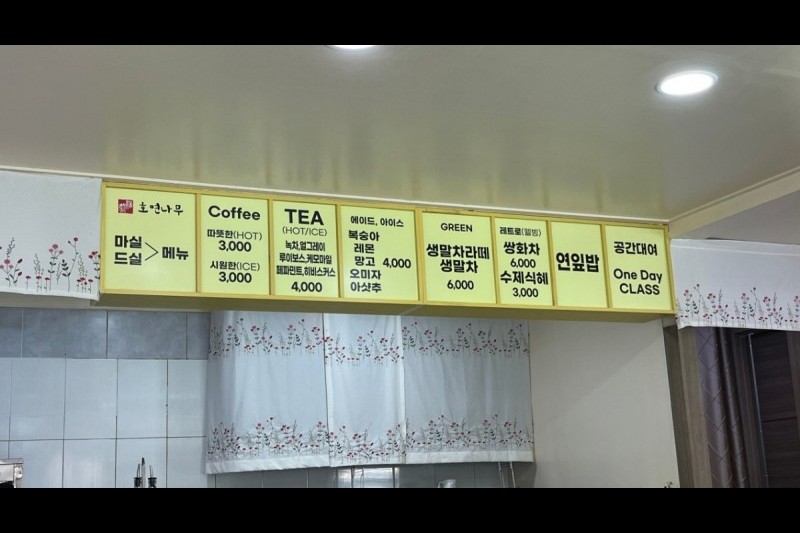 호연나무
마실
드실 > 메뉴
Coffee
따뜻한(HOT)
3,000
시원한(ICE)
3,000
TEA
(HOT/ICE)
녹차,얼그레이
루이보스,케모마일
페파민트,히비스커스
4,000
에이드, 아이스
복숭아
레몬
망고 4,000
오미자
아샷추
GREEN
생말차라떼
생말차
6,000
레트로(웰빙)
쌍화차
6,000
수제식혜
3,000
연잎밥
공간대여
One Day
CLASS